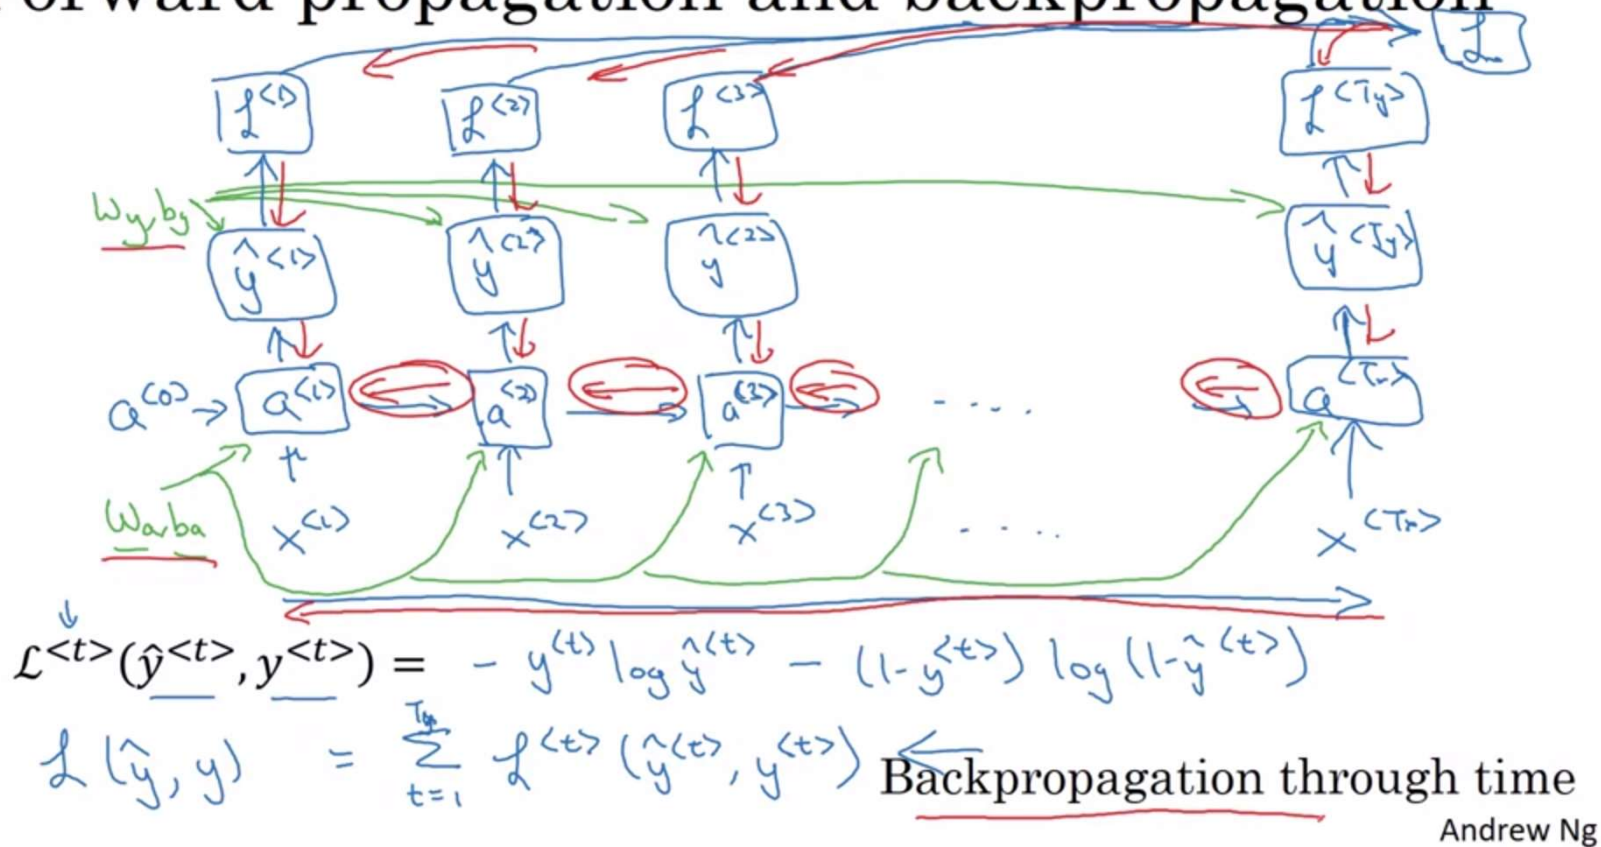 Forward propagation and backpropagation
ℒ
ℒ^<1> ℒ^<2> ℒ^<3> ℒ^<Ty>
Wy, by
ŷ^<1> ŷ^<2> ŷ^<2> ŷ^<Ty>
a^<0> → a^<1> a^<2> a^<3> - . . . a^<Tx>
Wa, ba
x^<1> x^<2> x^<3> . . . . x^<Tx>
ℒ^<t>(ŷ^<t>, y^<t>) = - y^<t> log ŷ^<t> - (1-y^<t>) log (1-ŷ^<t>)
ℒ(ŷ, y) = Σ_{t=1}^{Ty} ℒ^<t>(ŷ^<t>, y^<t>) ←
Backpropagation through time
Andrew Ng